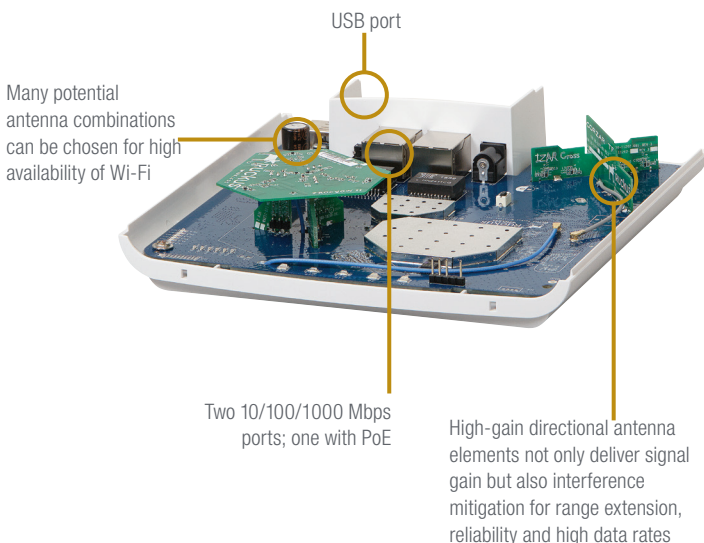 USB port
Many potential
antenna combinations
can be chosen for high
availability of Wi-Fi
IZAR Cross
Two 10/100/1000 Mbps
ports; one with PoE
High-gain directional antenna
elements not only deliver signal
gain but also interference
mitigation for range extension,
reliability and high data rates